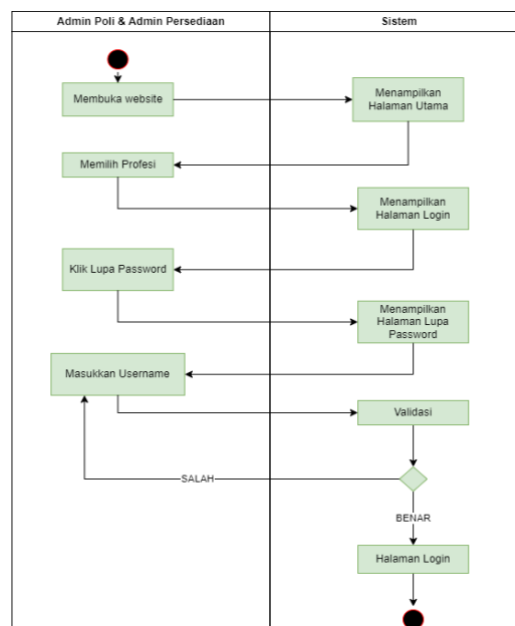 Admin Poli & Admin Persediaan
Sistem
Membuka website
Menampilkan
Halaman Utama
Memilih Profesi
Menampilkan
Halaman Login
Klik Lupa Password
Menampilkan
Halaman Lupa
Password
Masukkan Username
Validasi
SALAH
BENAR
Halaman Login